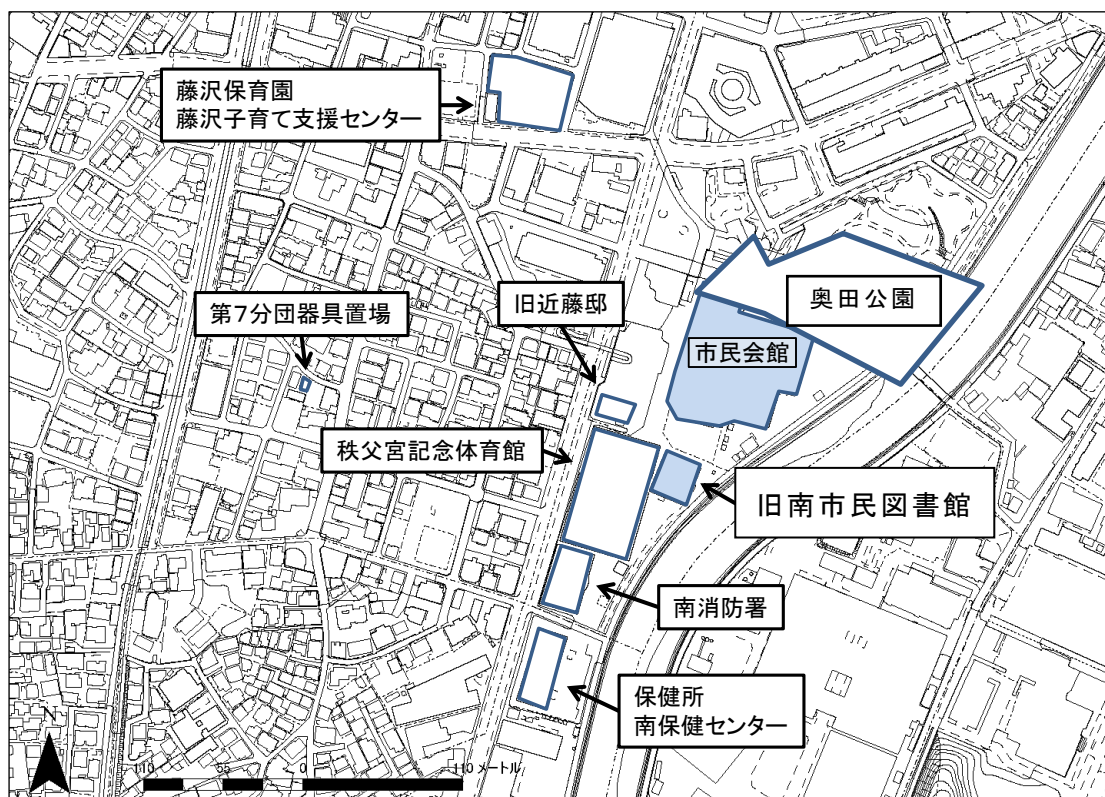 藤沢保育園
藤沢子育て支援センター
奥田公園
第7分団器具置場
旧近藤邸
市民会館
秩父宮記念体育館
旧南市民図書館
南消防署
保健所
南保健センター
N
110 55 0 110 メートル